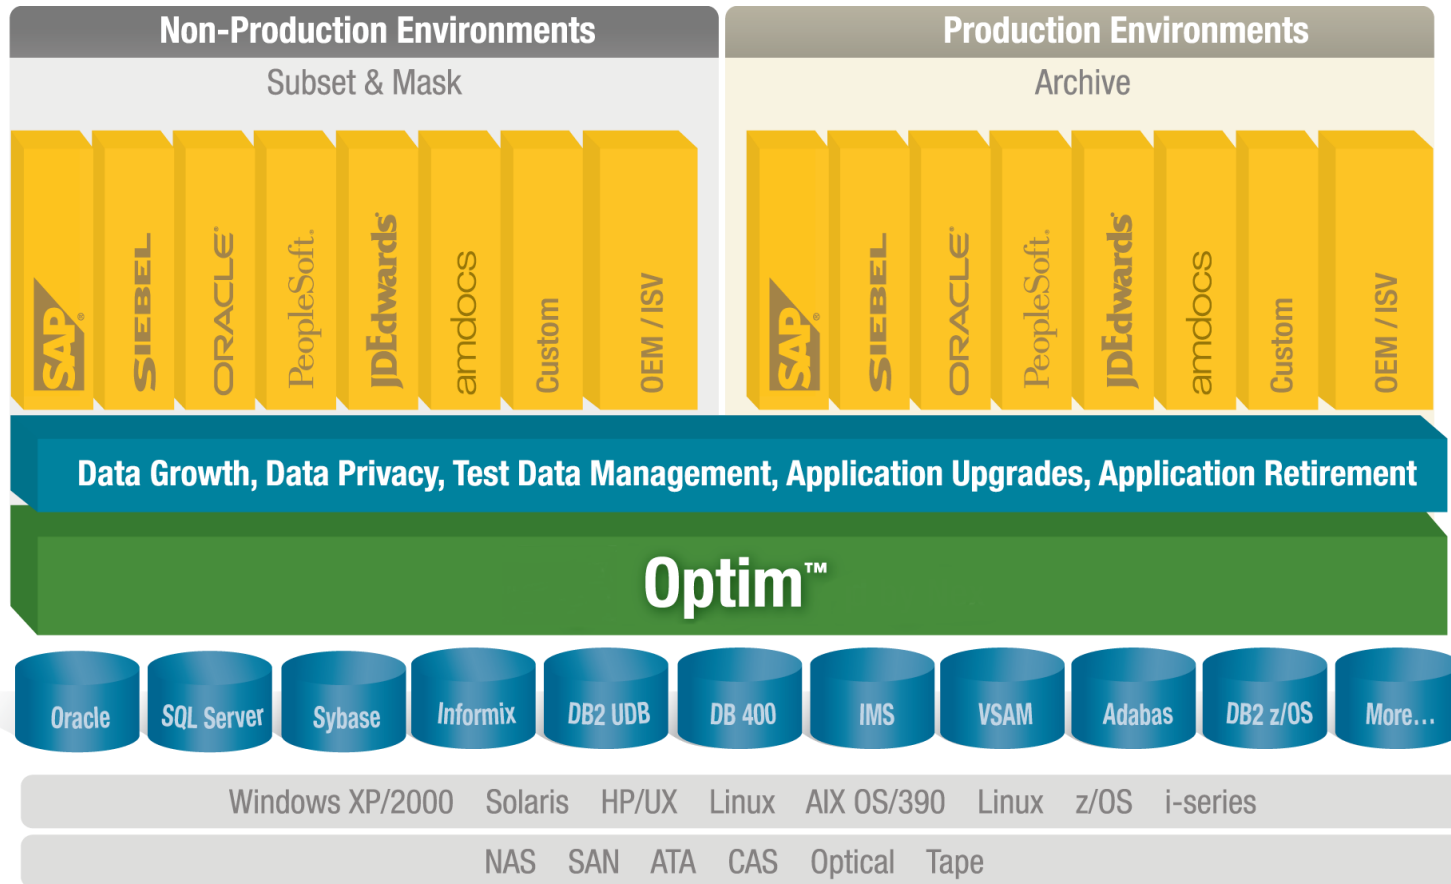 Non-Production Environments
Subset & Mask
SAP®
SIEBEL
ORACLE®
PeopleSoft.
JDEdwards®
amdocs
Custom
OEM / ISV
Production Environments
Archive
SAP®
SIEBEL
ORACLE®
PeopleSoft.
JDEdwards®
amdocs
Custom
OEM / ISV
Data Growth, Data Privacy, Test Data Management, Application Upgrades, Application Retirement
Optim™
Oracle SQL Server Sybase Informix DB2 UDB DB 400 IMS VSAM Adabas DB2 z/OS More...
Windows XP/2000 Solaris HP/UX Linux AIX OS/390 Linux z/OS i-series
NAS SAN ATA CAS Optical Tape